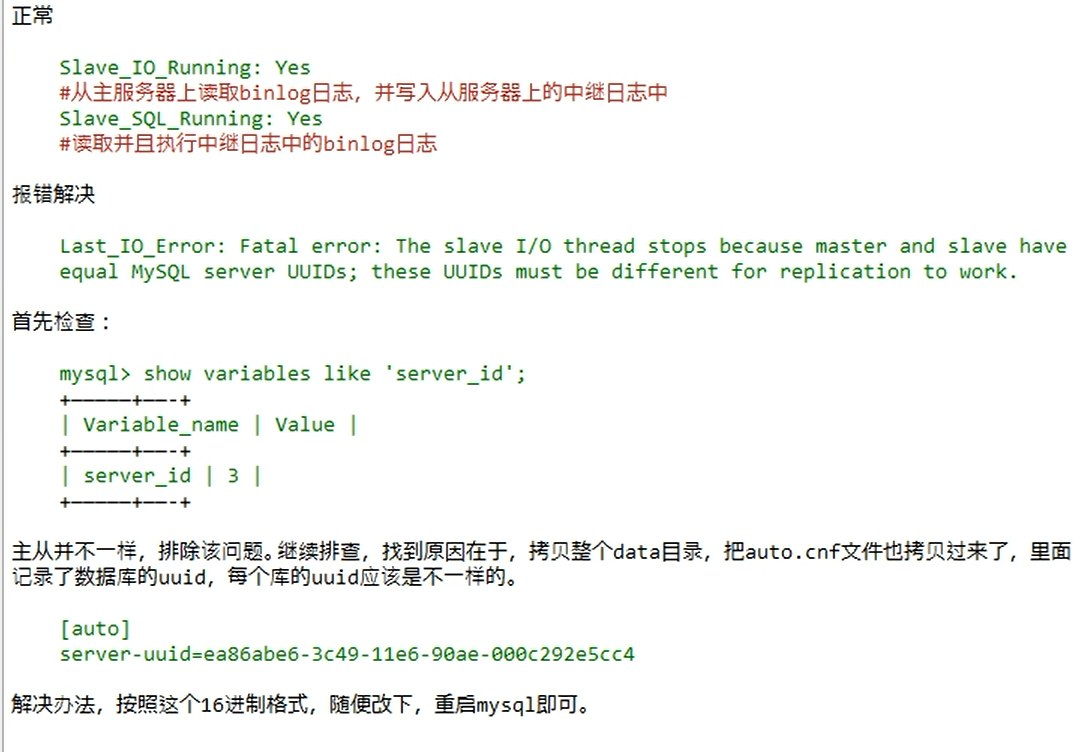 正常
Slave_IO_Running: Yes
#从主服务器上读取binlog日志，并写入从服务器上的中继日志中
Slave_SQL_Running: Yes
#读取并且执行中继日志中的binlog日志
报错解决
Last_IO_Error: Fatal error: The slave I/O thread stops because master and slave have
equal MySQL server UUIDs; these UUIDs must be different for replication to work.
首先检查：
mysql> show variables like 'server_id';
+—————+——-+
| Variable_name | Value |
+—————+——-+
| server_id | 3 |
+—————+——-+
主从并不一样，排除该问题。继续排查，找到原因在于，拷贝整个data目录，把auto.cnf文件也拷贝过来了，里面
记录了数据库的uuid，每个库的uuid应该是不一样的。
[auto]
server-uuid=ea86abe6-3c49-11e6-90ae-000c292e5cc4
解决办法，按照这个16进制格式，随便改下，重启mysql即可。